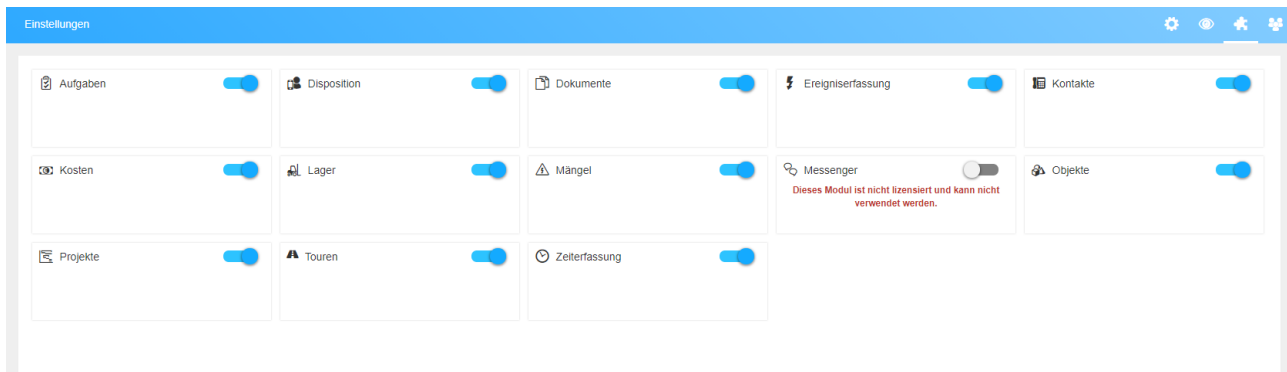 Einstellungen
Aufgaben
Disposition
Dokumente
Ereigniserfassung
Kontakte
Kosten
Lager
Mängel
Messenger
Dieses Modul ist nicht lizensiert und kann nicht
verwendet werden.
Objekte
Projekte
Touren
Zeiterfassung